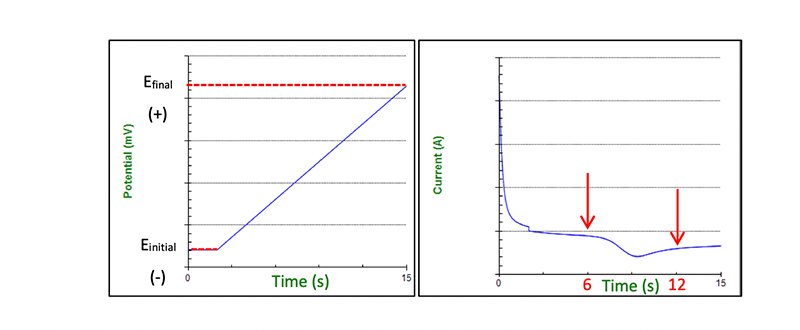 Efinal
(+)
Potential (mV)
Einitial
(-)
0
Time (s)
15
Current (A)
0
6
Time (s)
12
15